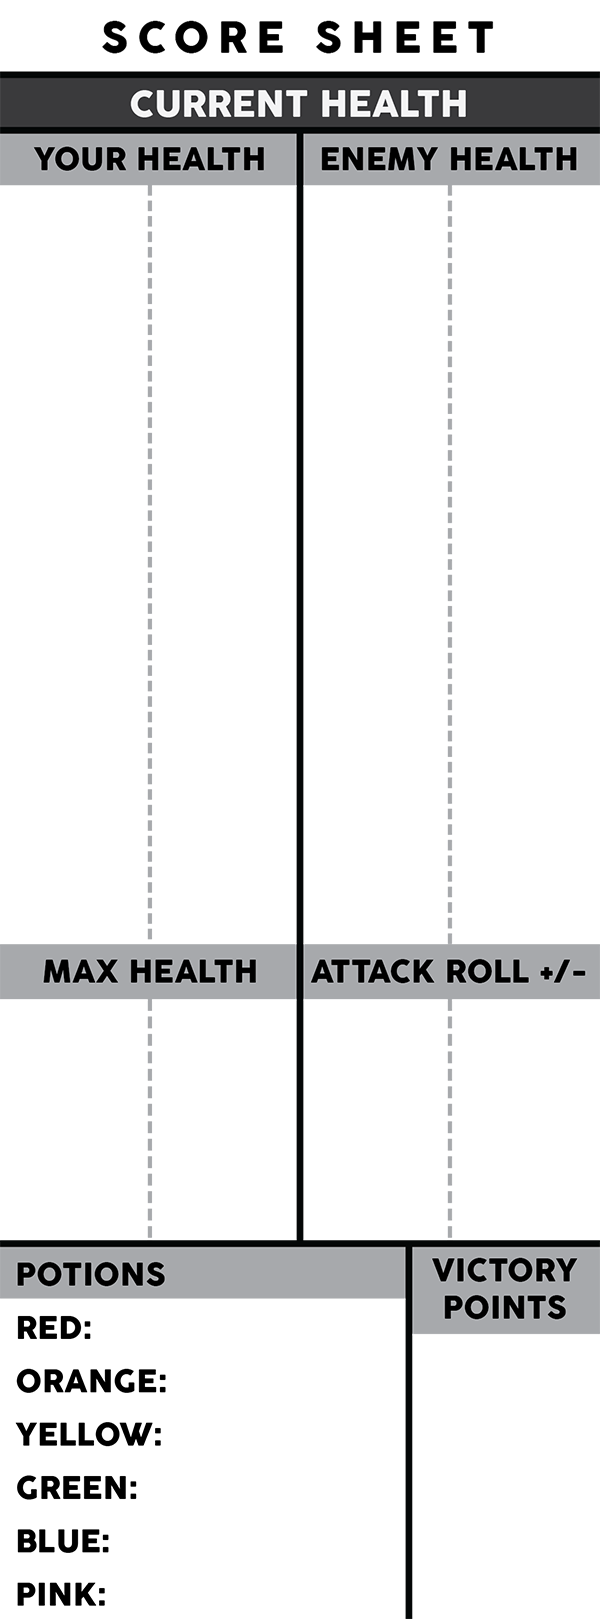 SCORE SHEET
CURRENT HEALTH
YOUR HEALTH
ENEMY HEALTH
MAX HEALTH
ATTACK ROLL +/-
POTIONS
RED:
ORANGE:
YELLOW:
GREEN:
BLUE:
PINK:
VICTORY
POINTS